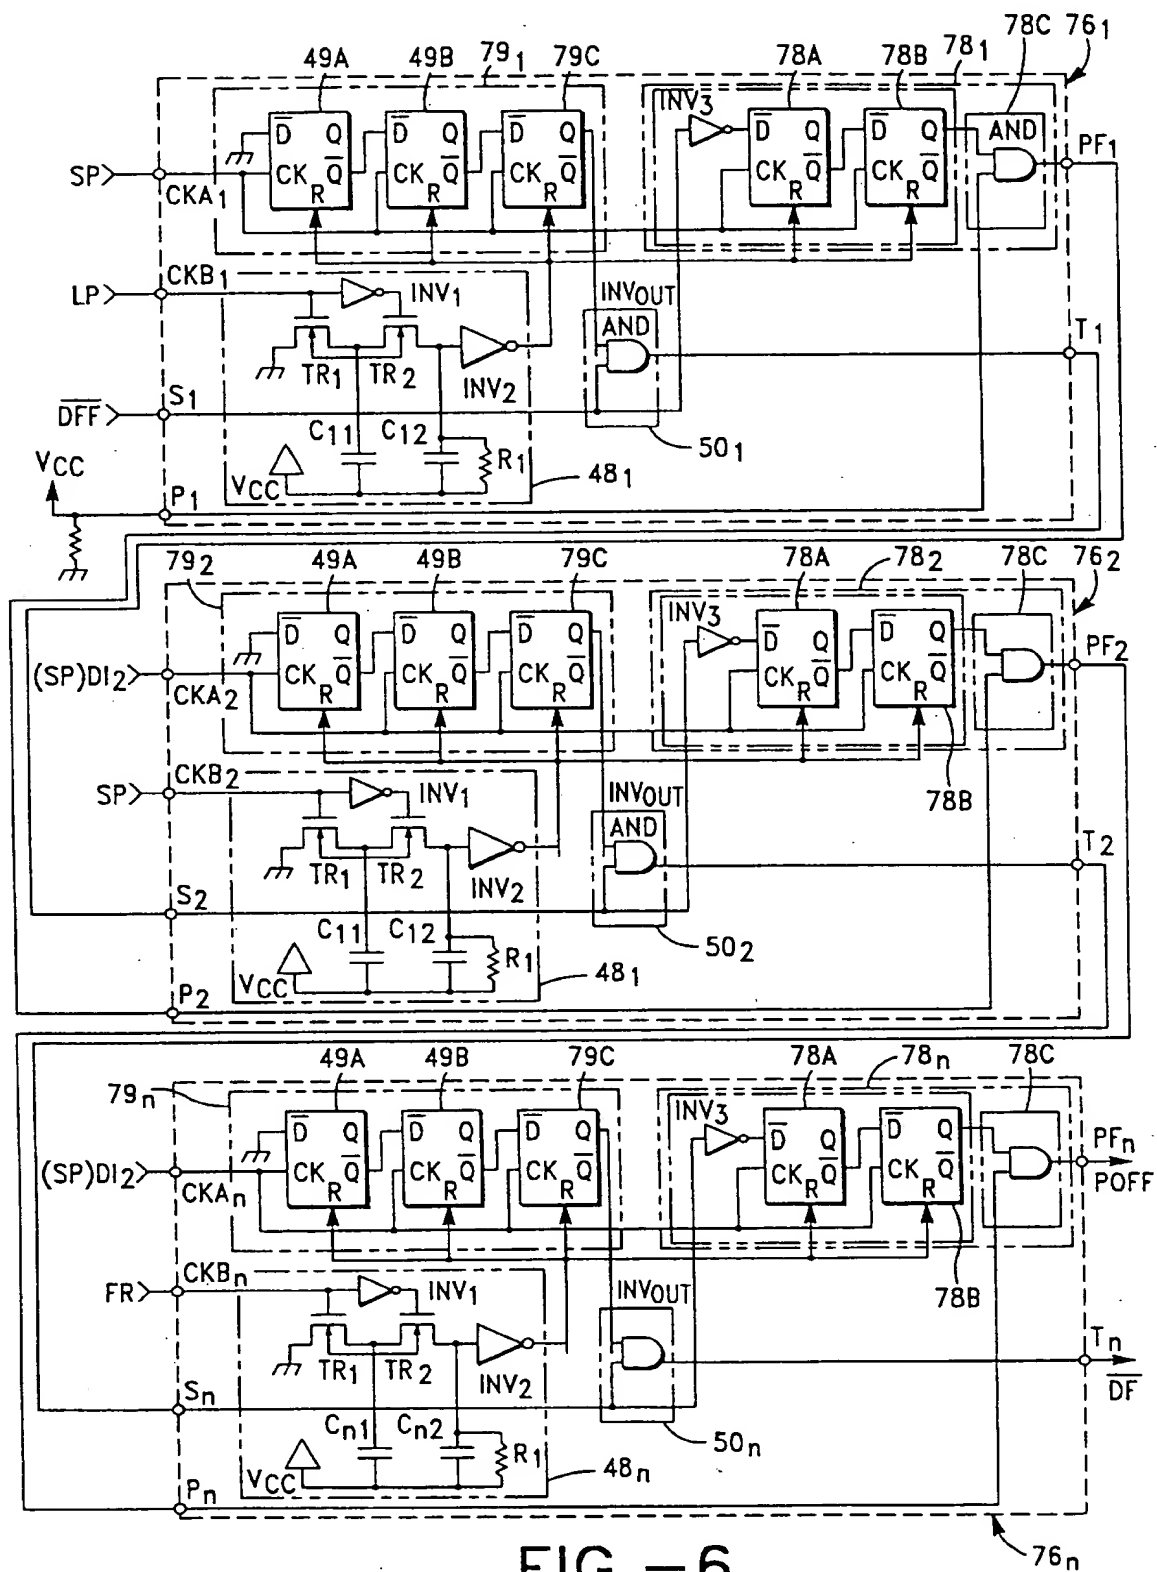 49A 49B 79₁ 79C 78A 78B 78₁ 78C 76₁
D̅ Q D̅ Q D̅ Q INV₃ D̅ Q D̅ Q AND PF₁
SP CKA₁ CK Q̅ R CK Q̅ R CK Q̅ R CK Q̅ R CK Q̅ R
LP CKB₁ INV₁ INVOUT
AND T₁
TR₁ TR₂ INV₂
D̅F̅F̅ S₁
C₁₁ C₁₂ R₁ 50₁
VCC VCC 48₁
P₁
79₂ 49A 49B 79C 78A 78₂ 78C 76₂
D̅ Q D̅ Q D̅ Q INV₃ D̅ Q D̅ Q PF₂
(SP)DI₂ CKA₂ CK Q̅ R CK Q̅ R CK Q̅ R CK Q̅ R CK Q̅ R
SP CKB₂ INV₁ INVOUT 78B
AND T₂
TR₁ TR₂ INV₂
S₂
C₁₁ C₁₂ R₁ 50₂
VCC 48₁
P₂
79n 49A 49B 79C 78A 78n 78C
D̅ Q D̅ Q D̅ Q INV₃ D̅ Q D̅ Q PFn
(SP)DI₂ CKAn CK Q̅ R CK Q̅ R CK Q̅ R CK Q̅ R CK Q̅ R POFF
FR CKBn INV₁ INVOUT 78B
Tn
TR₁ TR₂ INV₂ D̅F̅
Sn
Cn1 Cn2 R₁ 50n
VCC 48n
Pn
76n
FIG.-6